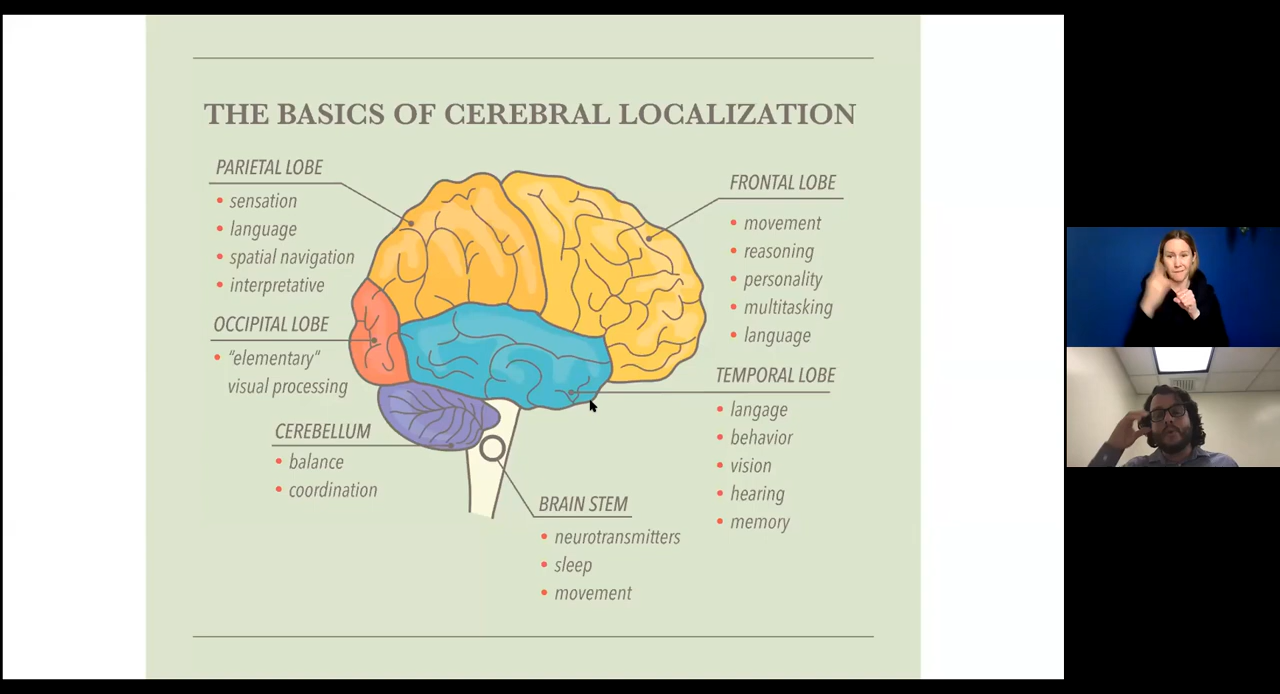 THE BASICS OF CEREBRAL LOCALIZATION
PARIETAL LOBE
• sensation
• language
• spatial navigation
• interpretative
OCCIPITAL LOBE
• “elementary“
visual processing
CEREBELLUM
• balance
• coordination
BRAIN STEM
• neurotransmitters
• sleep
• movement
FRONTAL LOBE
• movement
• reasoning
• personality
• multitasking
• language
TEMPORAL LOBE
• langage
• behavior
• vision
• hearing
• memory